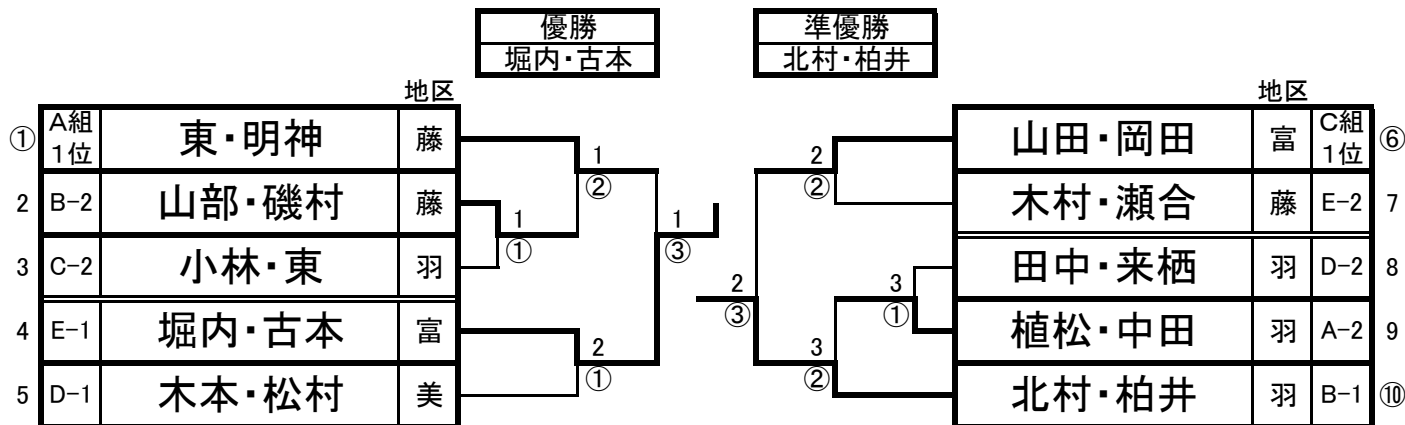 優勝 準優勝
堀内・古本 北村・柏井
地区 地区
① A組1位 東・明神 藤 山田・岡田 富 C組1位 ⑥
1 2
② ②
2 B-2 山部・磯村 藤 木村・瀬合 藤 E-2 7
1 1
① ③
3 C-2 小林・東 羽 田中・来栖 羽 D-2 8
2 3
③ ①
4 E-1 堀内・古本 富 植松・中田 羽 A-2 9
2 3
① ②
5 D-1 木本・松村 美 北村・柏井 羽 B-1 ⑩